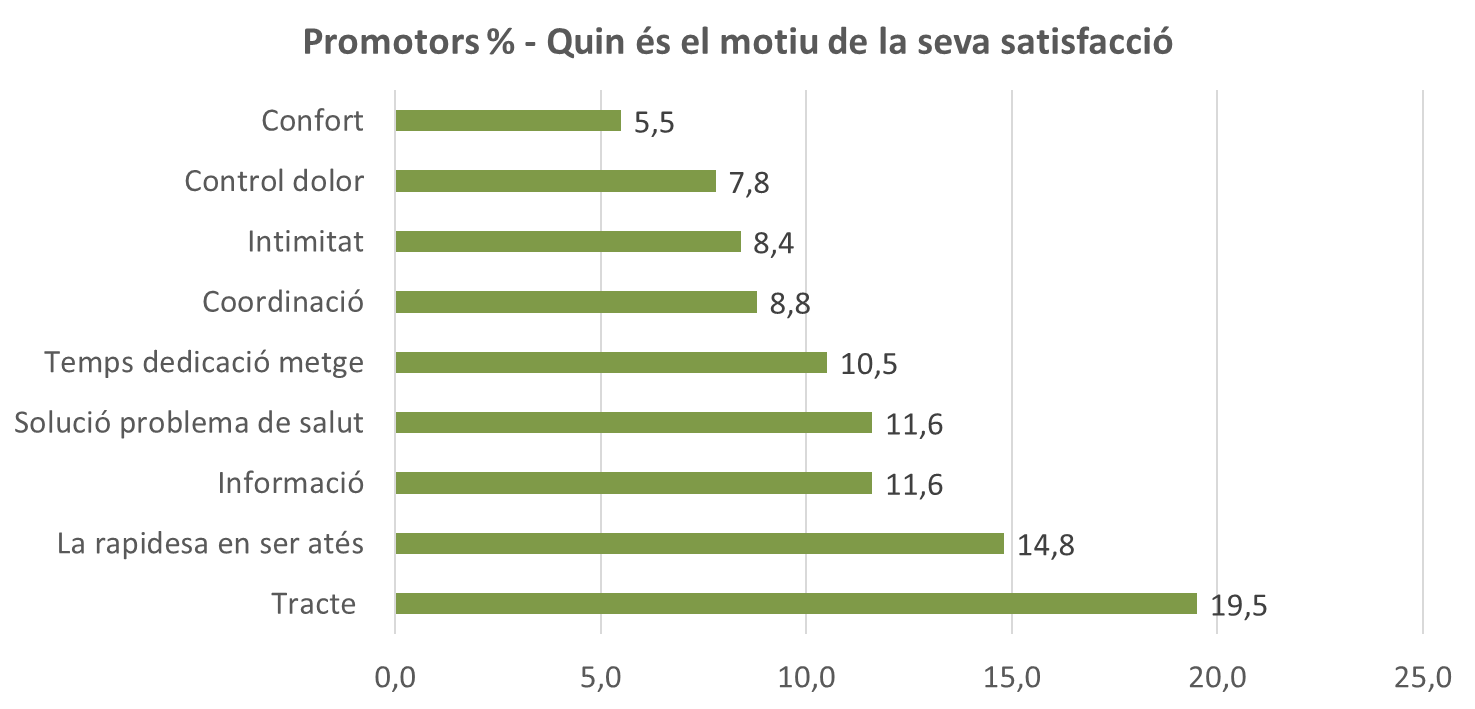 Promotors % - Quin és el motiu de la seva satisfacció
Confort 5,5
Control dolor 7,8
Intimitat 8,4
Coordinació 8,8
Temps dedicació metge 10,5
Solució problema de salut 11,6
Informació 11,6
La rapidesa en ser atés 14,8
Tracte 19,5
0,0 5,0 10,0 15,0 20,0 25,0